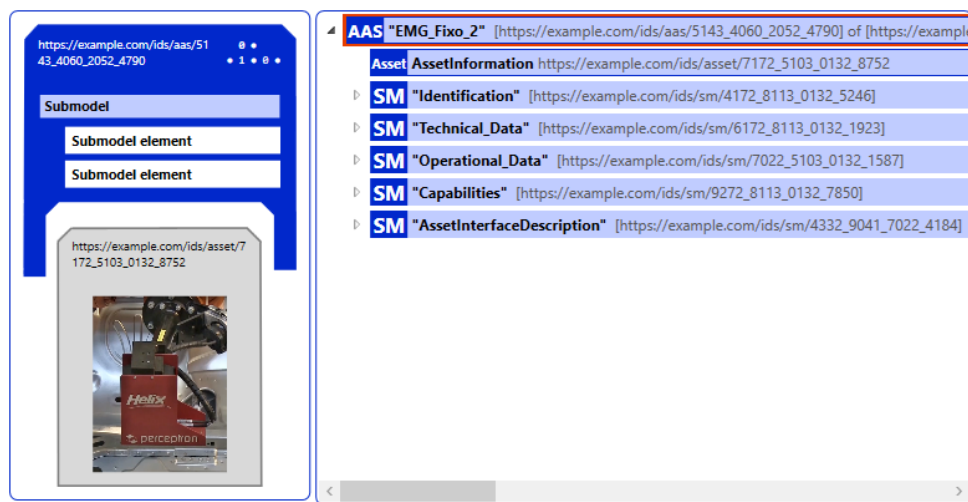 https://example.com/ids/aas/51
43_4060_2052_4790
0
1 0
Submodel
Submodel element
Submodel element
https://example.com/ids/asset/7
172_5103_0132_8752
Helix
perceptron
AAS "EMG_Fixo_2" [https://example.com/ids/aas/5143_4060_2052_4790] of [https://example
Asset AssetInformation https://example.com/ids/asset/7172_5103_0132_8752
SM "Identification" [https://example.com/ids/sm/4172_8113_0132_5246]
SM "Technical_Data" [https://example.com/ids/sm/6172_8113_0132_1923]
SM "Operational_Data" [https://example.com/ids/sm/7022_5103_0132_1587]
SM "Capabilities" [https://example.com/ids/sm/9272_8113_0132_7850]
SM "AssetInterfaceDescription" [https://example.com/ids/sm/4332_9041_7022_4184]